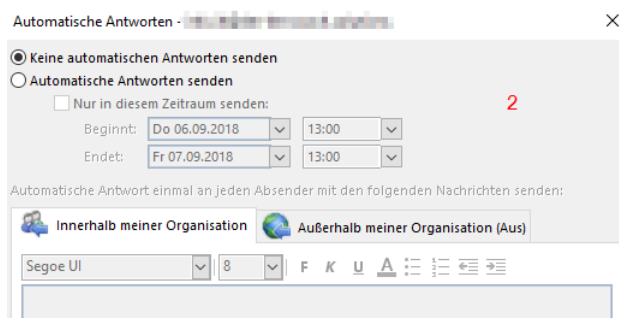 Automatische Antworten -
Keine automatischen Antworten senden
Automatische Antworten senden
Nur in diesem Zeitraum senden:
2
Beginnt: Do 06.09.2018 13:00
Endet: Fr 07.09.2018 13:00
Automatische Antwort einmal an jeden Absender mit den folgenden Nachrichten senden:
Innerhalb meiner Organisation Außerhalb meiner Organisation (Aus)
Segoe UI 8 F K U A